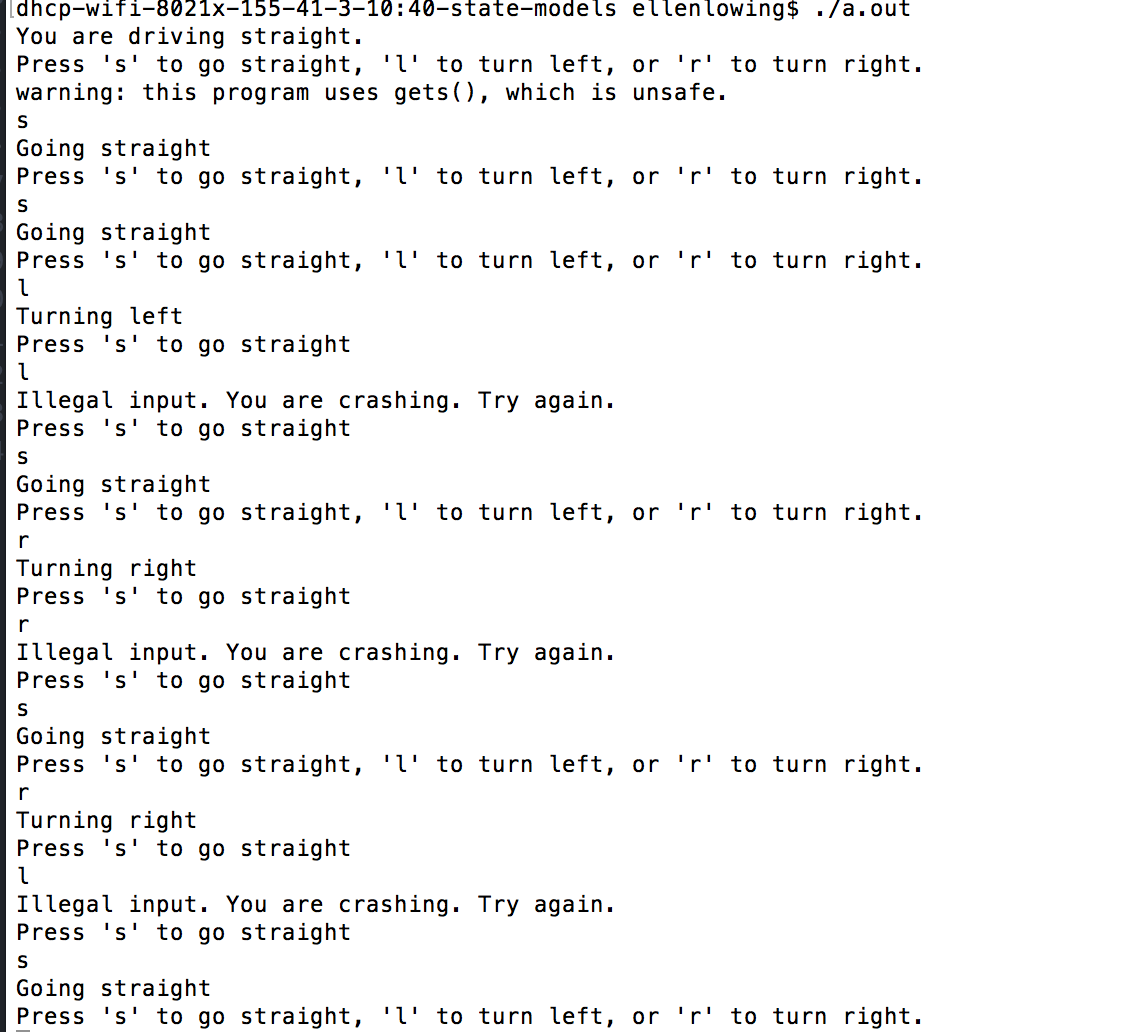 [dhcp-wifi-8021x-155-41-3-10:40-state-models ellenlowing$ ./a.out
You are driving straight.
Press 's' to go straight, 'l' to turn left, or 'r' to turn right.
warning: this program uses gets(), which is unsafe.
s
Going straight
Press 's' to go straight, 'l' to turn left, or 'r' to turn right.
s
Going straight
Press 's' to go straight, 'l' to turn left, or 'r' to turn right.
l
Turning left
Press 's' to go straight
l
Illegal input. You are crashing. Try again.
Press 's' to go straight
s
Going straight
Press 's' to go straight, 'l' to turn left, or 'r' to turn right.
r
Turning right
Press 's' to go straight
r
Illegal input. You are crashing. Try again.
Press 's' to go straight
s
Going straight
Press 's' to go straight, 'l' to turn left, or 'r' to turn right.
r
Turning right
Press 's' to go straight
l
Illegal input. You are crashing. Try again.
Press 's' to go straight
s
Going straight
Press 's' to go straight, 'l' to turn left, or 'r' to turn right.